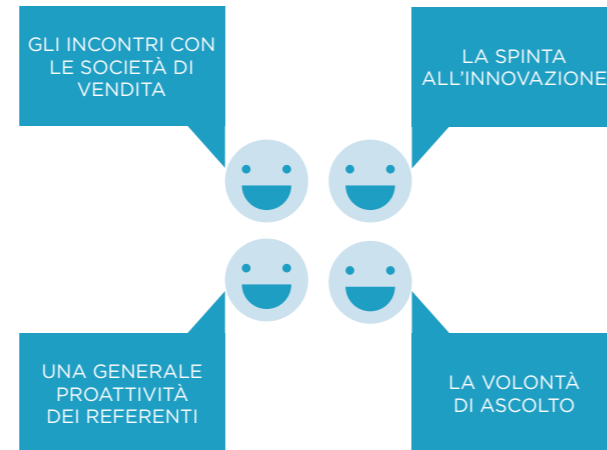 GLI INCONTRI CON
LE SOCIETÀ DI
VENDITA
LA SPINTA
ALL'INNOVAZIONE
UNA GENERALE
PROATTIVITÀ
DEI REFERENTI
LA VOLONTÀ
DI ASCOLTO